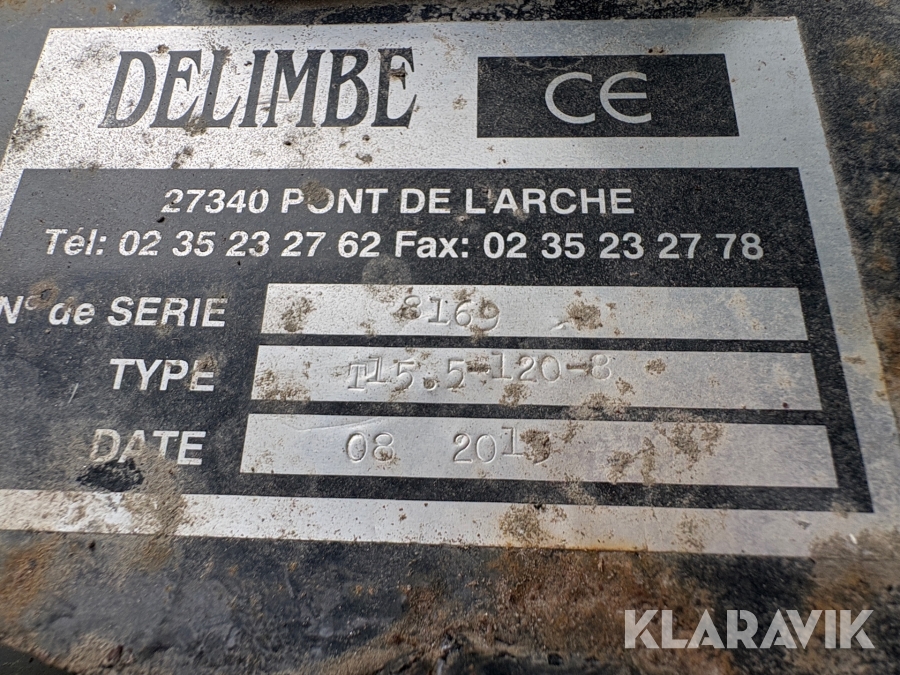 DELIMBE CE
27340 PONT DE L'ARCHE
Tél: 02 35 23 27 62 Fax: 02 35 23 27 78
N° de SERIE 8169
TYPE T15.5-120-8
DATE 08
KLARAVIK